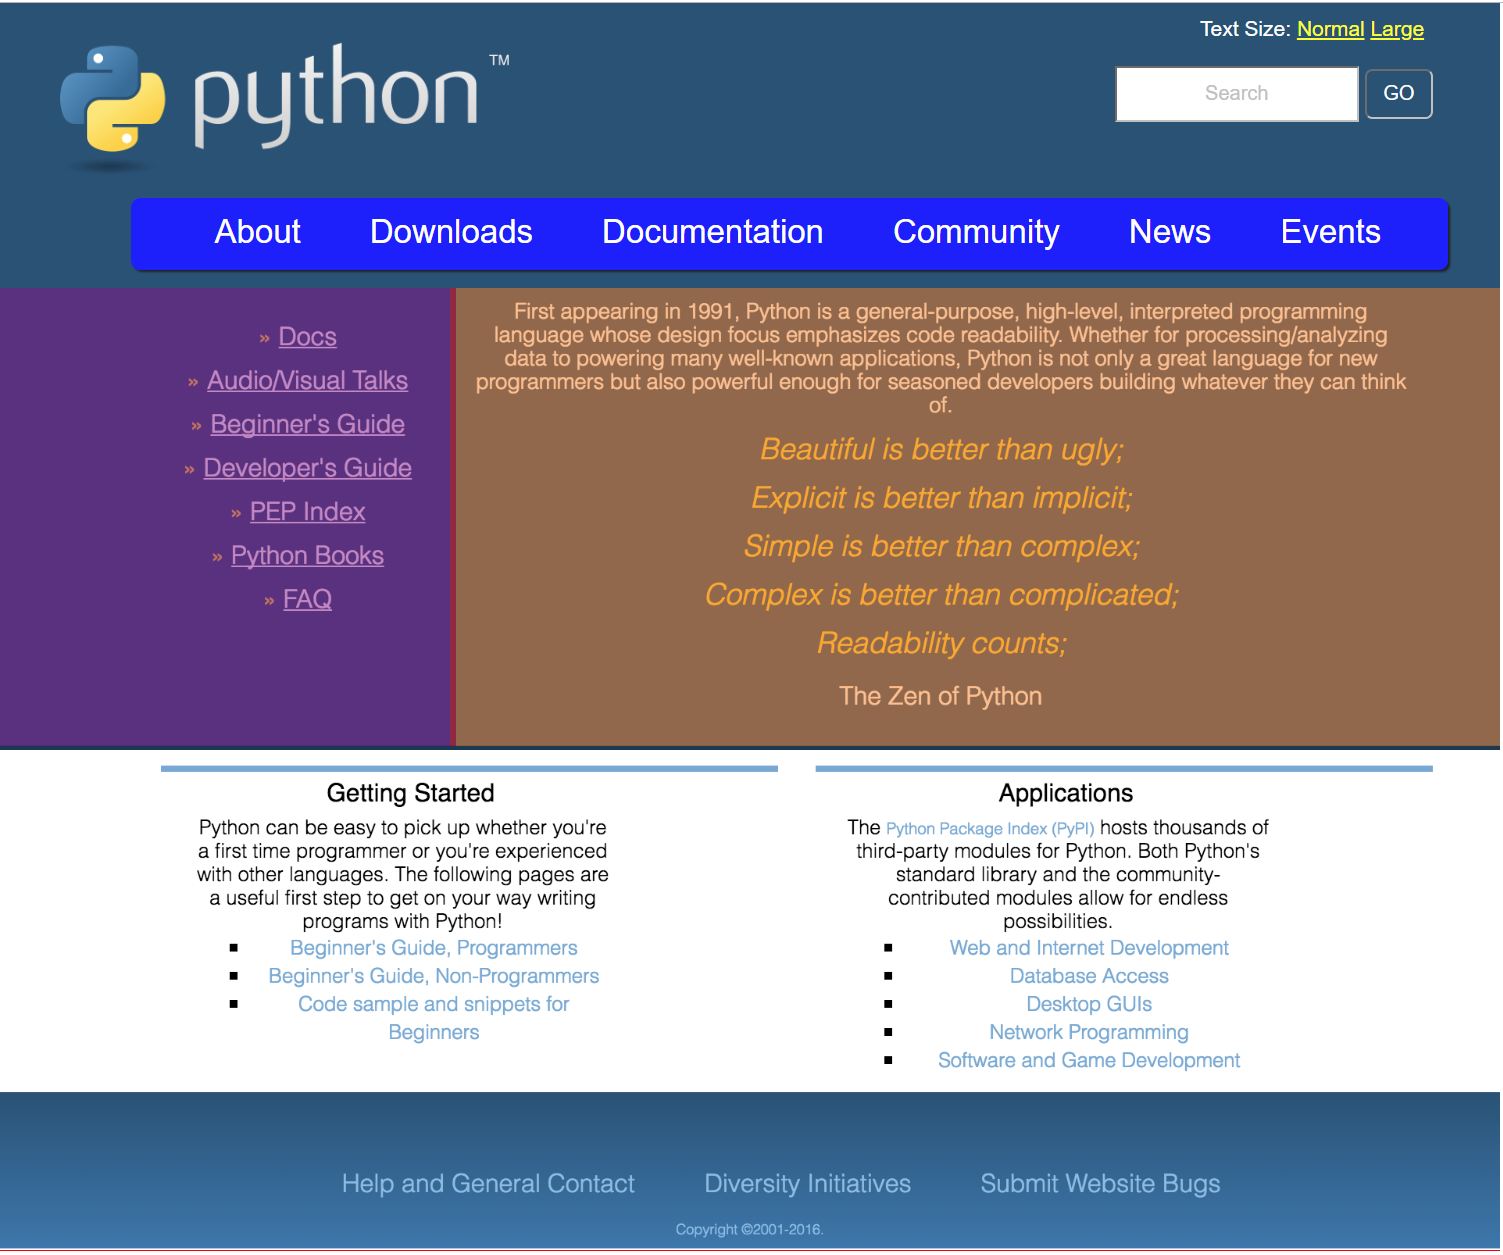 Text Size: Normal Large
python ™
Search GO
About Downloads Documentation Community News Events
» Docs
» Audio/Visual Talks
» Beginner's Guide
» Developer's Guide
» PEP Index
» Python Books
» FAQ
First appearing in 1991, Python is a general-purpose, high-level, interpreted programming
language whose design focus emphasizes code readability. Whether for processing/analyzing
data to powering many well-known applications, Python is not only a great language for new
programmers but also powerful enough for seasoned developers building whatever they can think
of.
Beautiful is better than ugly;
Explicit is better than implicit;
Simple is better than complex;
Complex is better than complicated;
Readability counts;
The Zen of Python
Getting Started
Python can be easy to pick up whether you're
a first time programmer or you're experienced
with other languages. The following pages are
a useful first step to get on your way writing
programs with Python!
▪ Beginner's Guide, Programmers
▪ Beginner's Guide, Non-Programmers
▪ Code sample and snippets for
Beginners
Applications
The Python Package Index (PyPI) hosts thousands of
third-party modules for Python. Both Python's
standard library and the community-
contributed modules allow for endless
possibilities.
▪ Web and Internet Development
▪ Database Access
▪ Desktop GUIs
▪ Network Programming
▪ Software and Game Development
Help and General Contact Diversity Initiatives Submit Website Bugs
Copyright ©2001-2016.